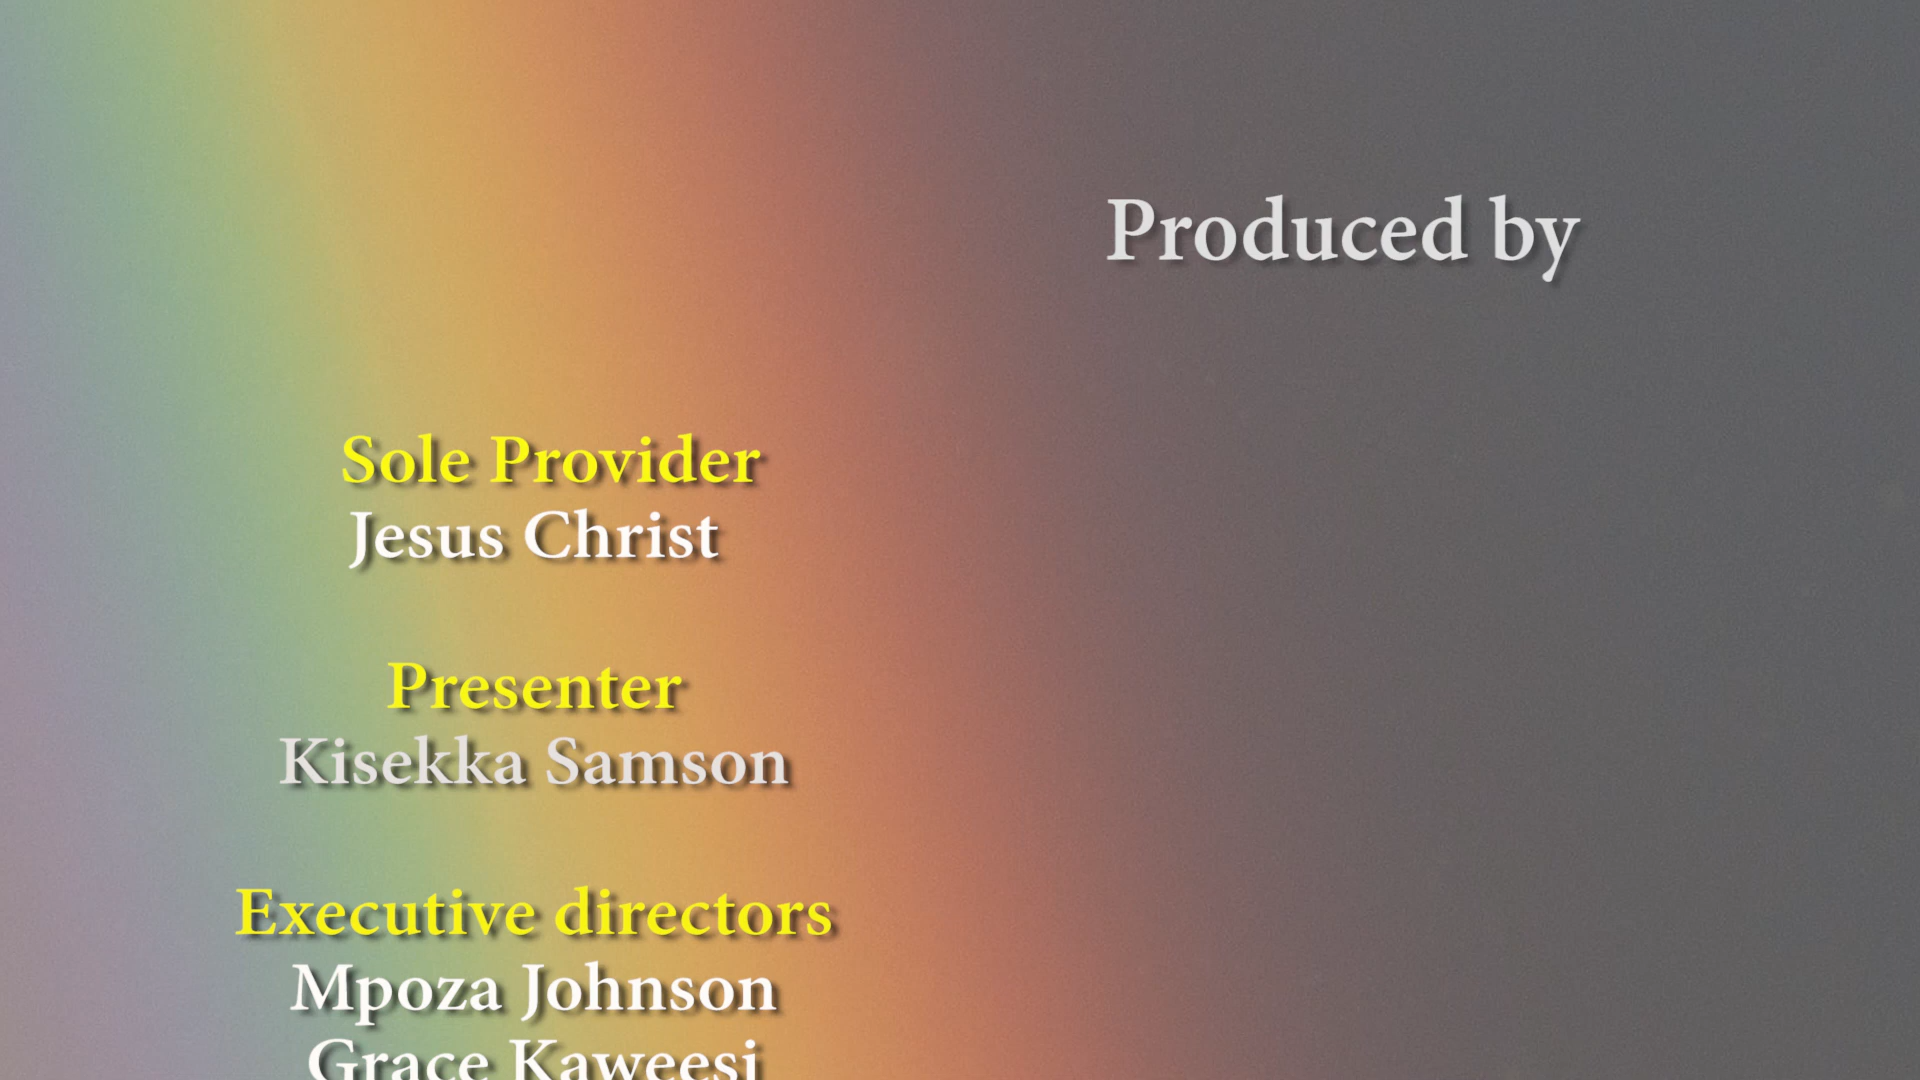 Produced by
Sole Provider
Jesus Christ
Presenter
Kisekka Samson
Executive directors
Mpoza Johnson
Grace Kaweesi